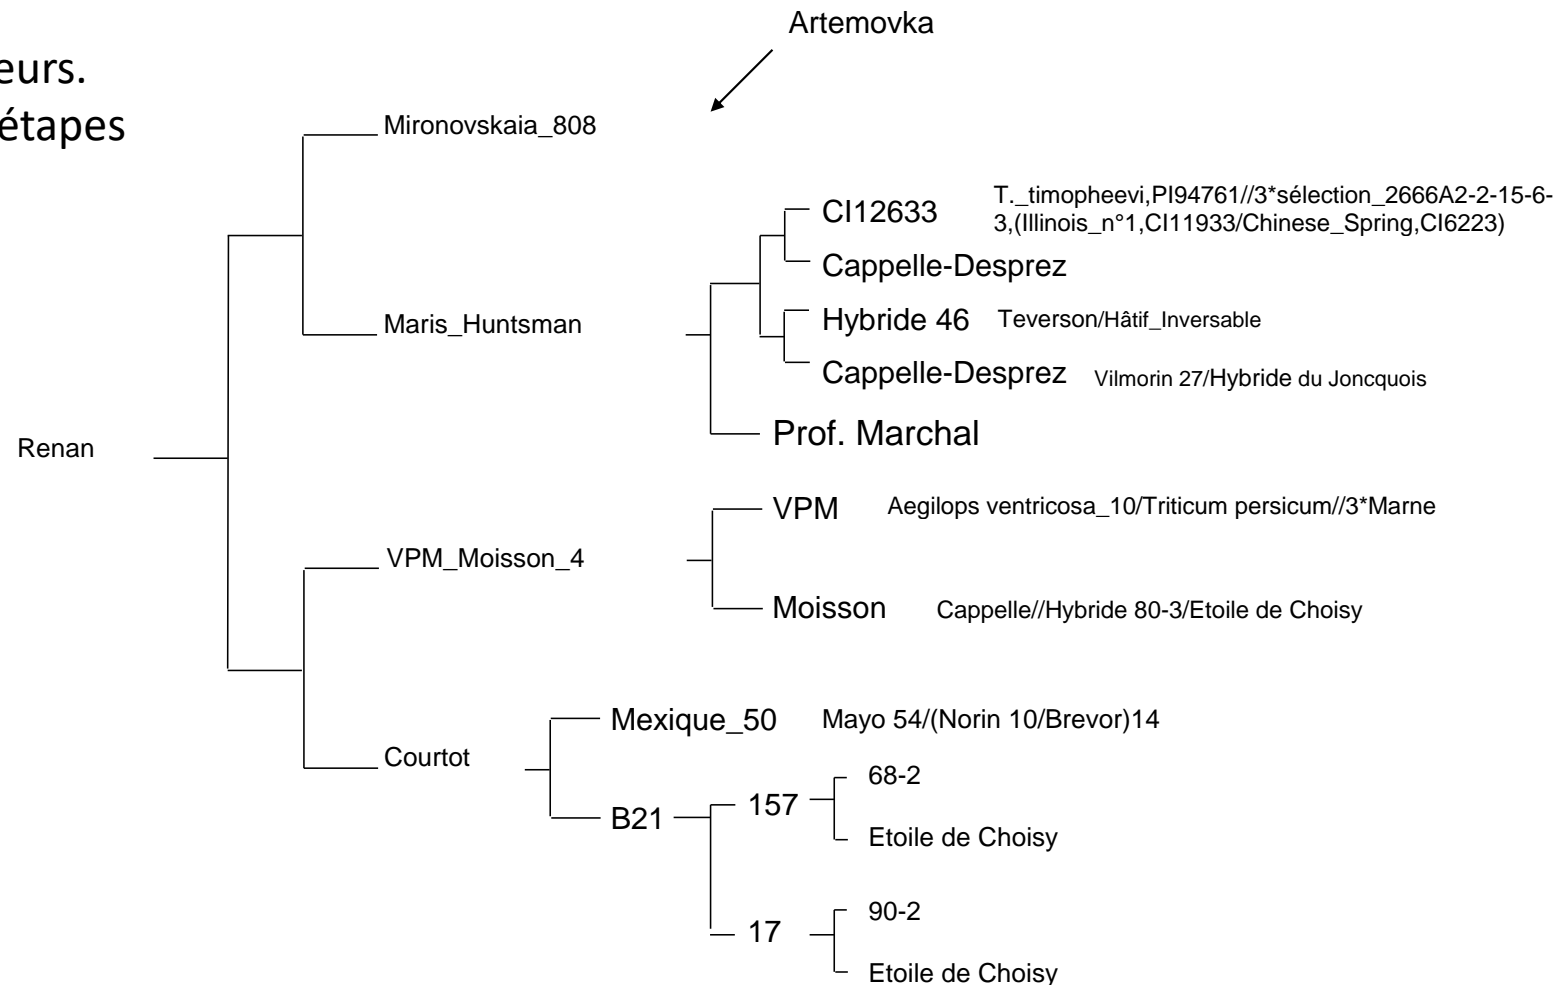 Artemovka
eurs.
étapes
Mironovskaia_808
CI12633
T._timopheevi,PI94761//3*sélection_2666A2-2-15-6-
3,(Illinois_n°1,CI11933/Chinese_Spring,CI6223)
Cappelle-Desprez
Hybride 46 Teverson/Hâtif_Inversable
Maris_Huntsman
Cappelle-Desprez Vilmorin 27/Hybride du Joncquois
Prof. Marchal
Renan
VPM Aegilops ventricosa_10/Triticum persicum//3*Marne
VPM_Moisson_4
Moisson Cappelle//Hybride 80-3/Etoile de Choisy
Mexique_50 Mayo 54/(Norin 10/Brevor)14
Courtot
68-2
157
B21
Etoile de Choisy
90-2
17
Etoile de Choisy